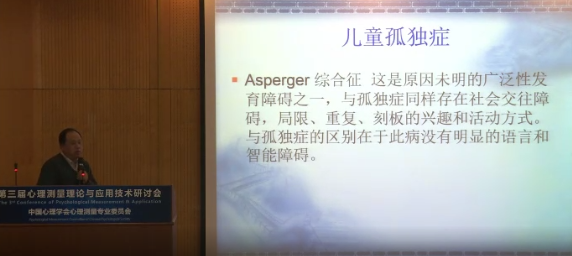 儿童孤独症
Asperger 综合征 这是原因未明的广泛性发
育障碍之一，与孤独症同样存在社会交往障
碍，局限、重复、刻板的兴趣和活动方式。
与孤独症的区别在于此病没有明显的语言和
智能障碍。
第三届心理测量理论与应用技术研讨会
The 3rd Conference of Psychological Measurement & Application
中国心理学会心理测量专业委员会